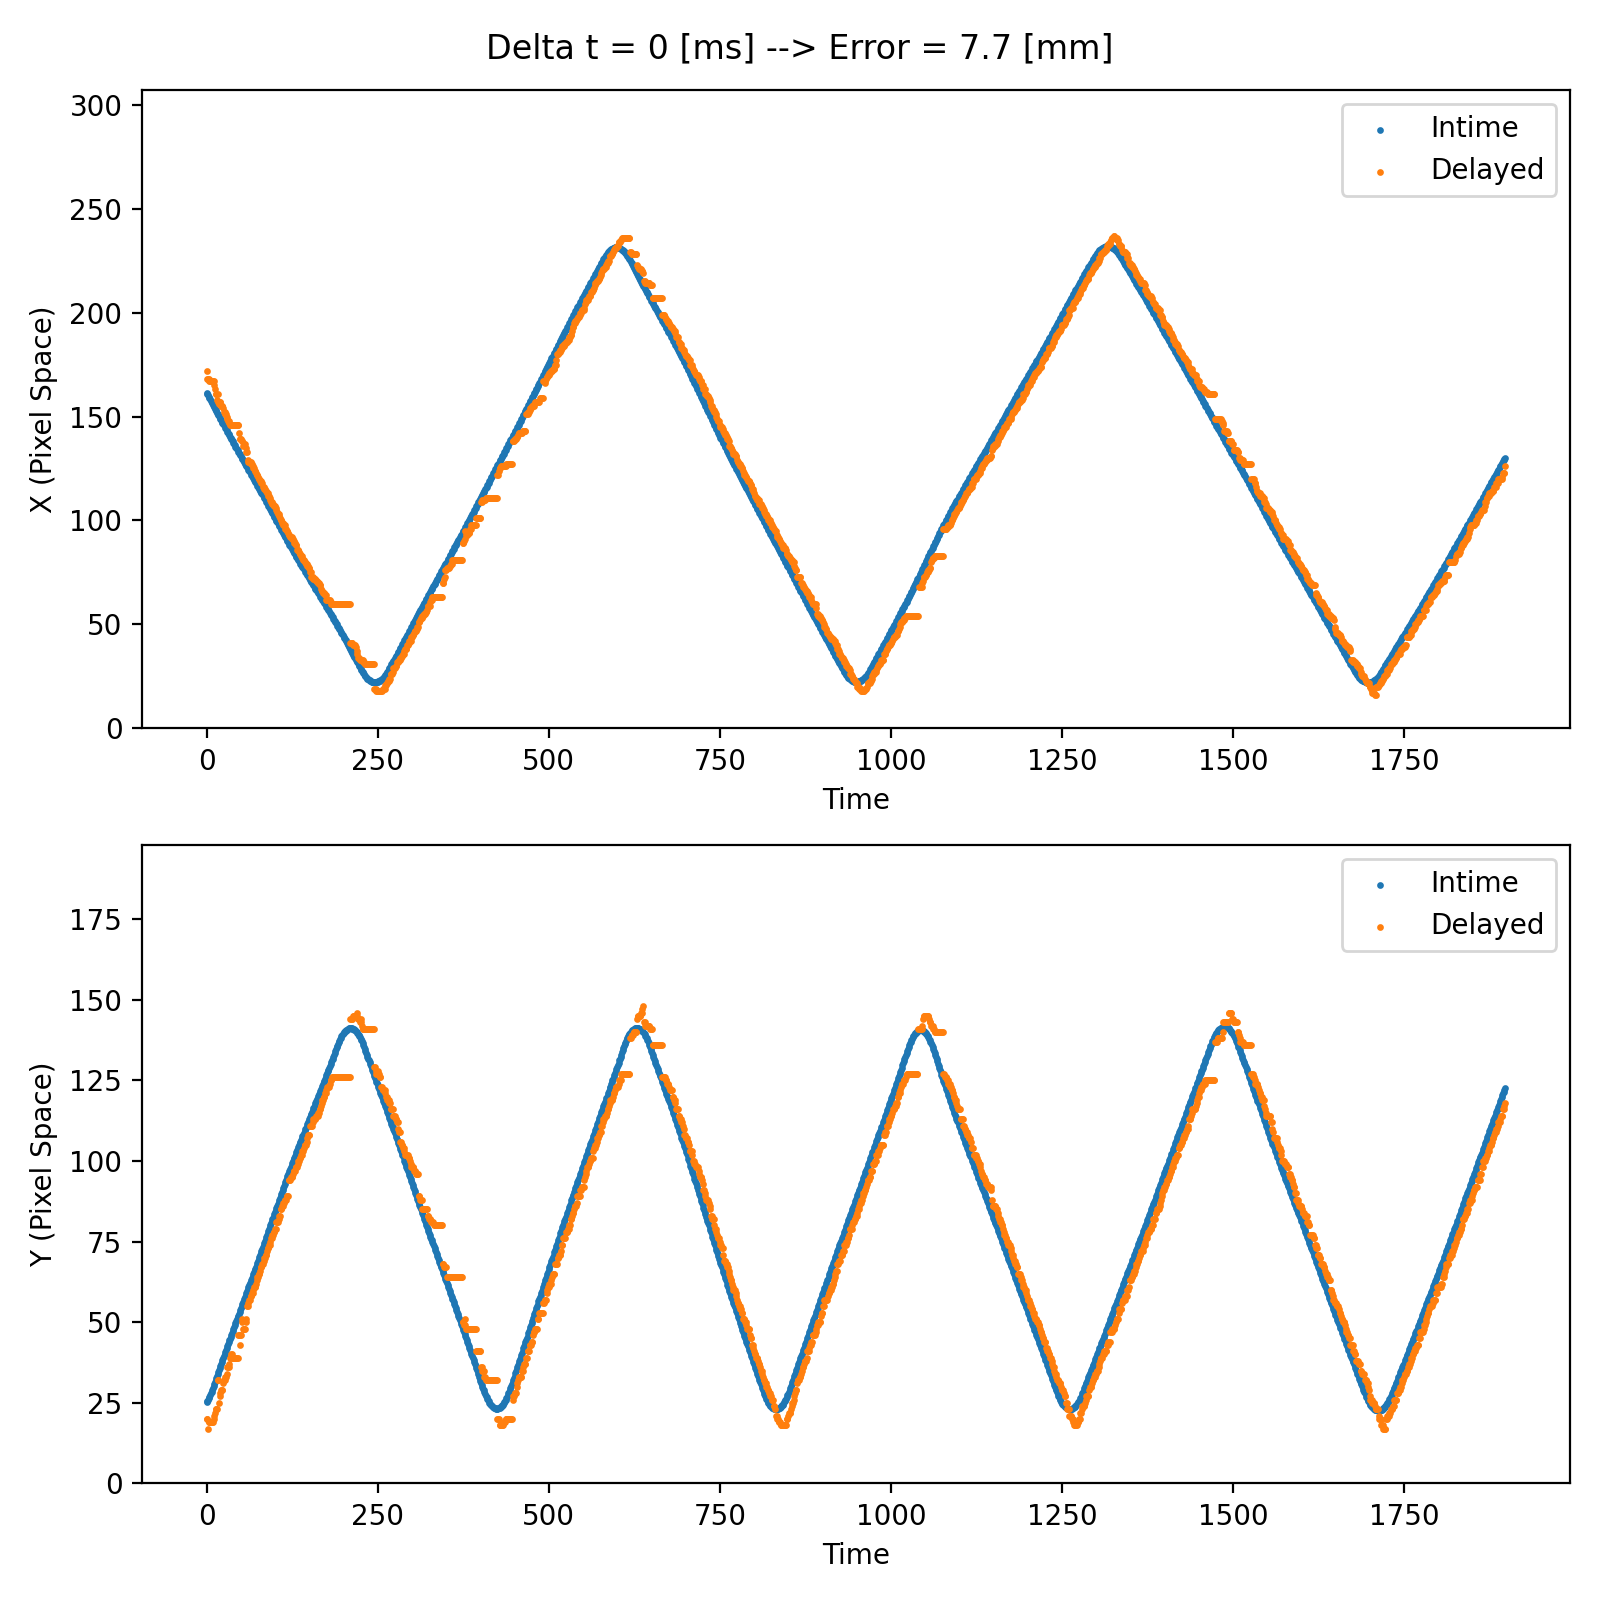 Delta t = 0 [ms] --> Error = 7.7 [mm]
300
250
200
150
100
50
0
X (Pixel Space)
Intime
Delayed
0 250 500 750 1000 1250 1500 1750
Time
175
150
125
100
75
50
25
0
Y (Pixel Space)
Intime
Delayed
0 250 500 750 1000 1250 1500 1750
Time